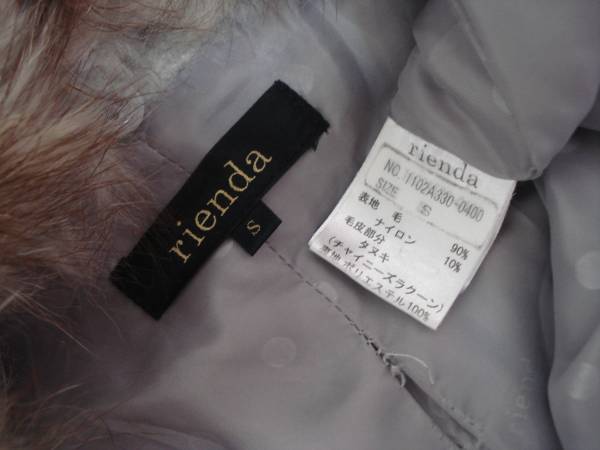 rienda
S
rienda
NO. 1102A330-0400
SIZE S
表地 毛 90%
ナイロン 10%
毛皮部分
タヌキ
(チャイニーズラクーン)
裏地 ポリエステル100%
rienda